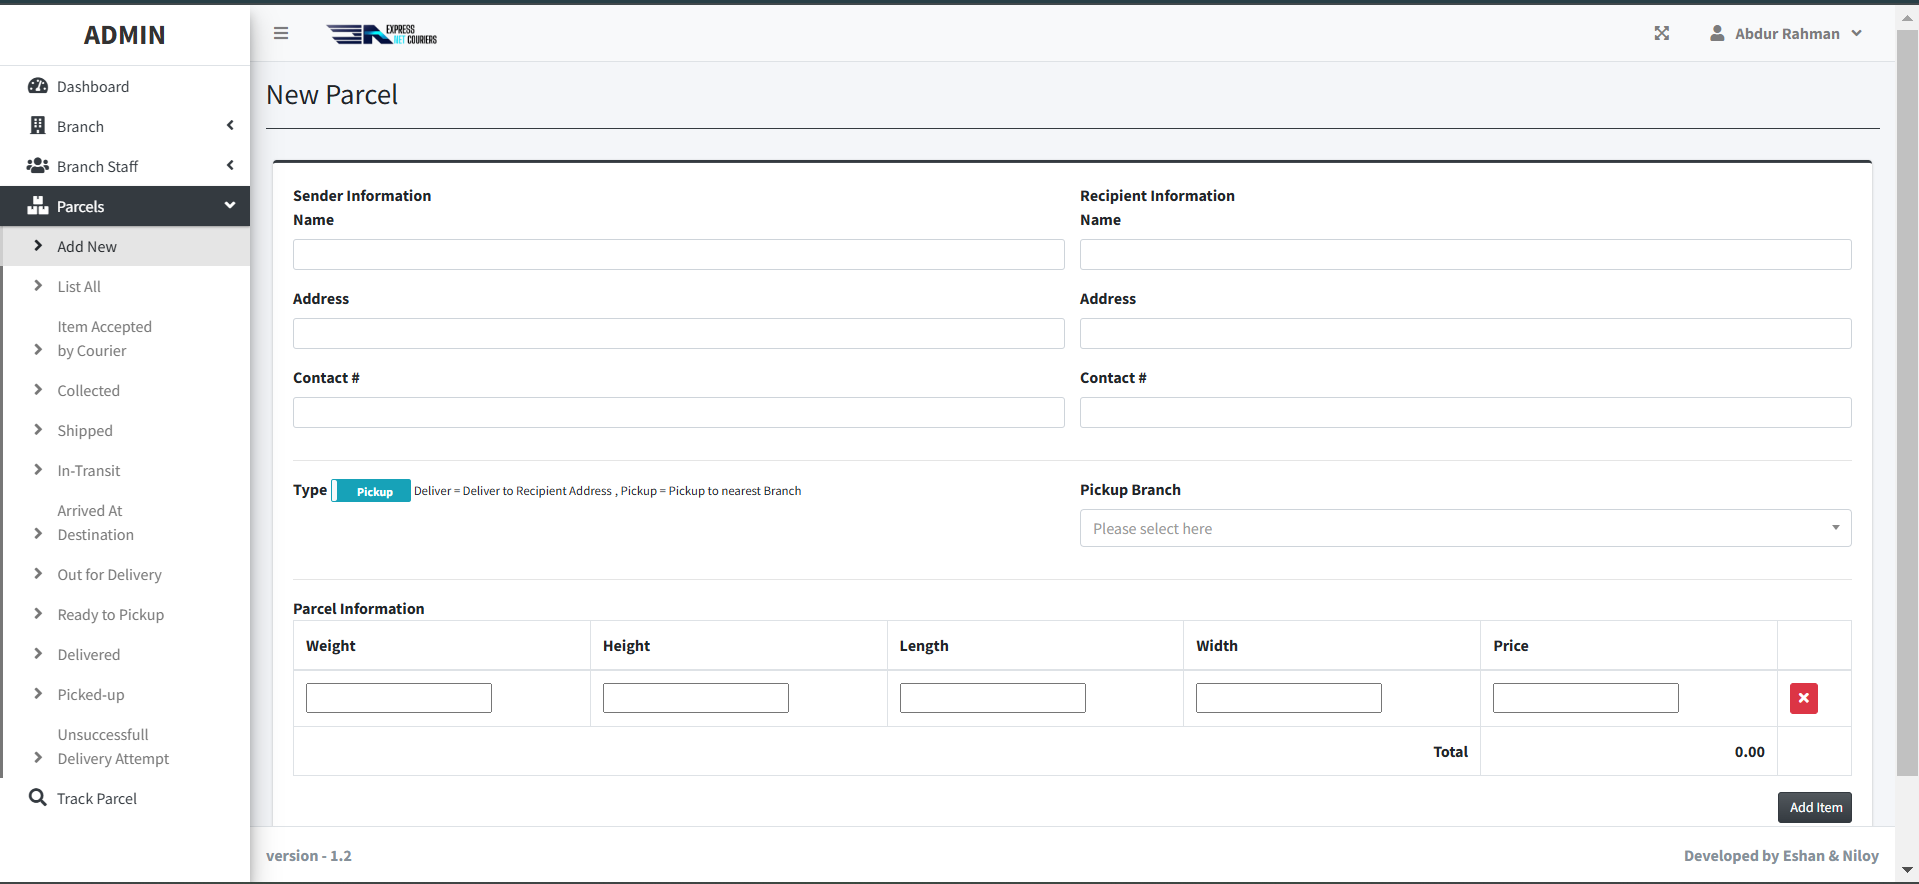 ADMIN
EXPRESS
NET COURIERS
Abdur Rahman
Dashboard
Branch
Branch Staff
Parcels
Add New
List All
Item Accepted
by Courier
Collected
Shipped
In-Transit
Arrived At
Destination
Out for Delivery
Ready to Pickup
Delivered
Picked-up
Unsuccessfull
Delivery Attempt
Track Parcel
New Parcel
Sender Information
Name
Address
Contact #
Recipient Information
Name
Address
Contact #
Type Pickup Deliver = Deliver to Recipient Address , Pickup = Pickup to nearest Branch
Pickup Branch
Please select here
Parcel Information
Weight Height Length Width Price
Total 0.00
Add Item
version - 1.2
Developed by Eshan & Niloy